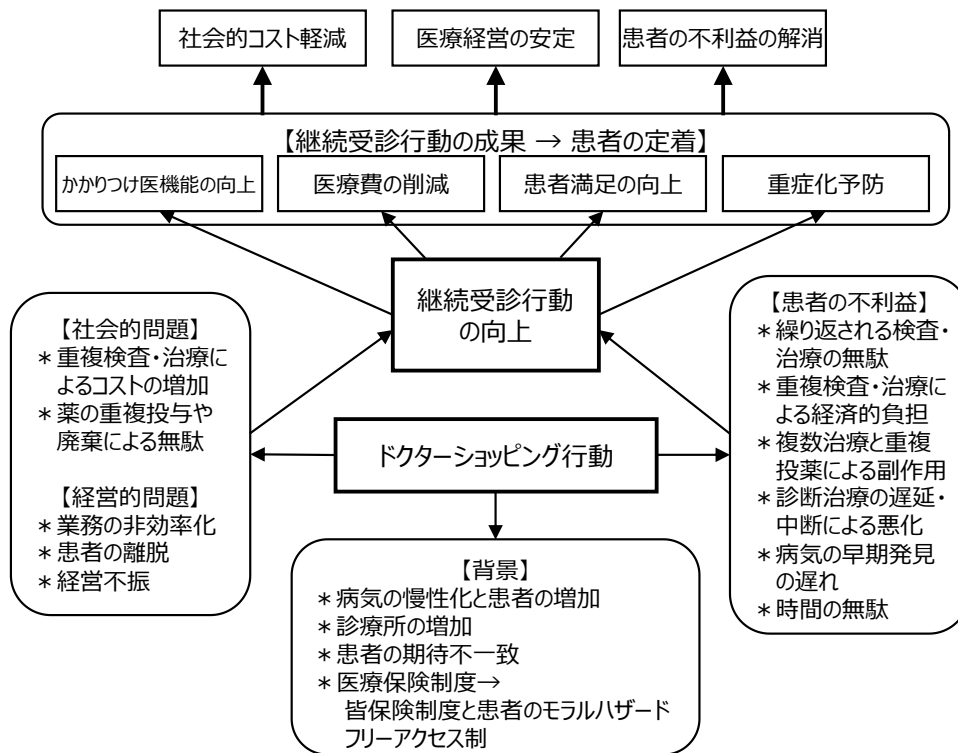 社会的コスト軽減
医療経営の安定
患者の不利益の解消
【継続受診行動の成果 → 患者の定着】
かかりつけ医機能の向上
医療費の削減
患者満足の向上
重症化予防
継続受診行動
の向上
【社会的問題】
＊重複検査・治療に
よるコストの増加
＊薬の重複投与や
廃棄による無駄
【経営的問題】
＊業務の非効率化
＊患者の離脱
＊経営不振
ドクターショッピング行動
【患者の不利益】
＊繰り返される検査・
治療の無駄
＊重複検査・治療に
よる経済的負担
＊複数治療と重複
投薬による副作用
＊診断治療の遅延・
中断による悪化
＊病気の早期発見
の遅れ
＊時間の無駄
【背景】
＊病気の慢性化と患者の増加
＊診療所の増加
＊患者の期待不一致
＊医療保険制度→
皆保険制度と患者のモラルハザード
フリーアクセス制